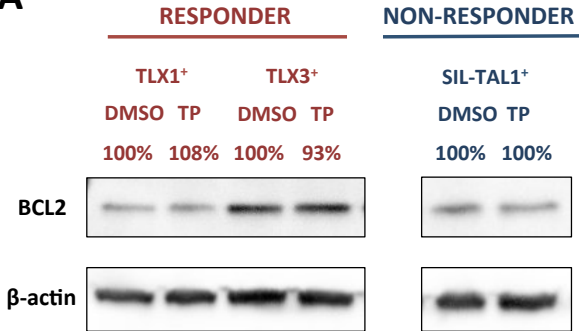 A
RESPONDER NON-RESPONDER
TLX1⁺ TLX3⁺ SIL-TAL1⁺
DMSO TP DMSO TP DMSO TP
100% 108% 100% 93% 100% 100%
BCL2
β-actin